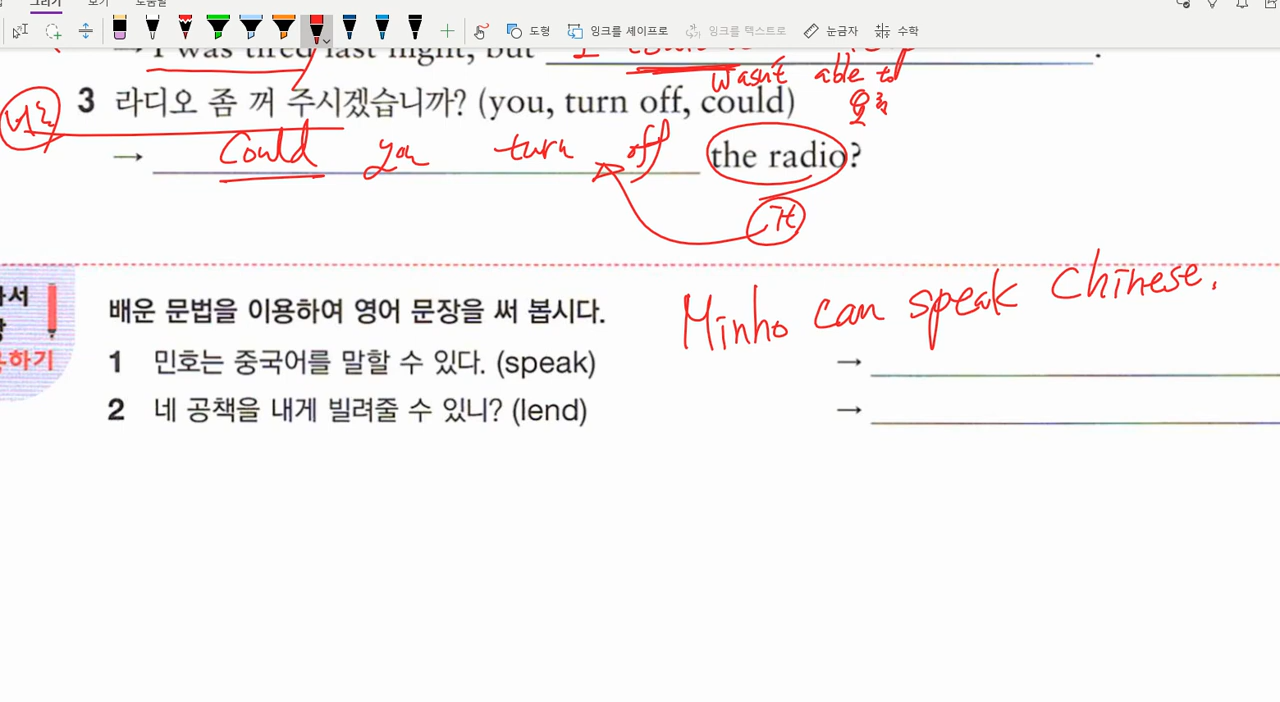 보기 도움말
도형 잉크를 셰이프로 잉크를 텍스트로 눈금자 수학
→ I was tired last night, but I .
wasn't able to
3 라디오 좀 꺼 주시겠습니까? (you, turn off, could)
→ Could you turn off the radio?
it
배운 문법을 이용하여 영어 문장을 써 봅시다.
Minho can speak Chinese.
1 민호는 중국어를 말할 수 있다. (speak) →
2 네 공책을 내게 빌려줄 수 있니? (lend) →